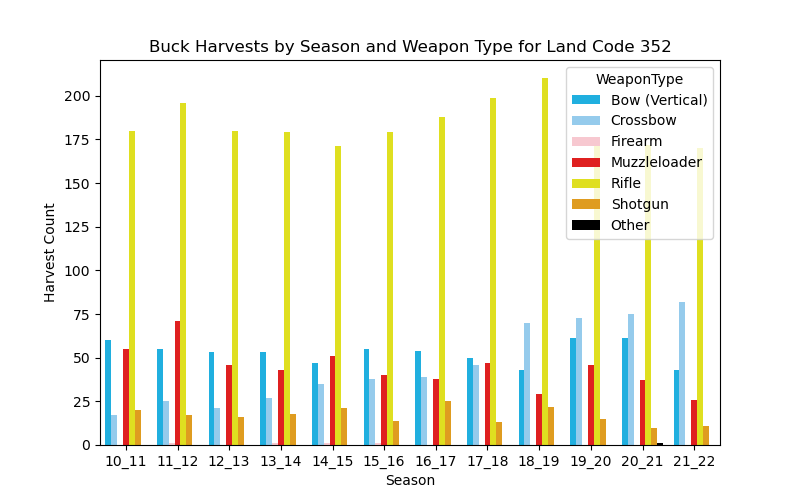 Buck Harvests by Season and Weapon Type for Land Code 352
WeaponType
Bow (Vertical)
Crossbow
Firearm
Muzzleloader
Rifle
Shotgun
Other
Harvest Count
200
175
150
125
100
75
50
25
0
10_11 11_12 12_13 13_14 14_15 15_16 16_17 17_18 18_19 19_20 20_21 21_22
Season